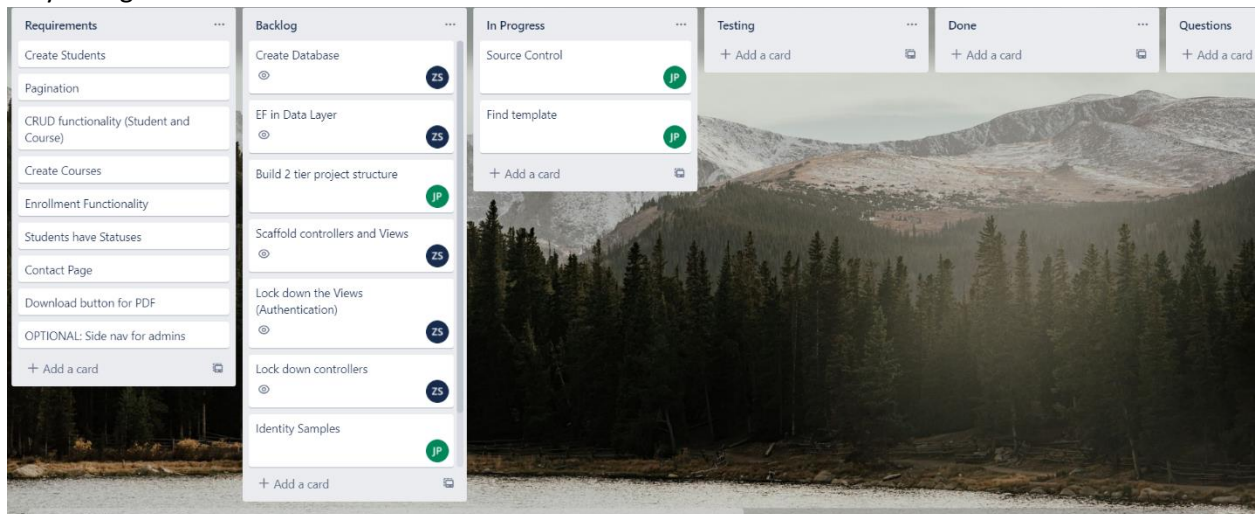 Requirements
Create Students
Pagination
CRUD functionality (Student and
Course)
Create Courses
Enrollment Functionality
Students have Statuses
Contact Page
Download button for PDF
OPTIONAL: Side nav for admins
+ Add a card
Backlog
Create Database
ZS
EF in Data Layer
ZS
Build 2 tier project structure
JP
Scaffold controllers and Views
ZS
Lock down the Views
(Authentication)
ZS
Lock down controllers
ZS
Identity Samples
JP
+ Add a card
In Progress
Source Control
JP
Find template
JP
+ Add a card
Testing
+ Add a card
Done
+ Add a card
Questions
+ Add a card